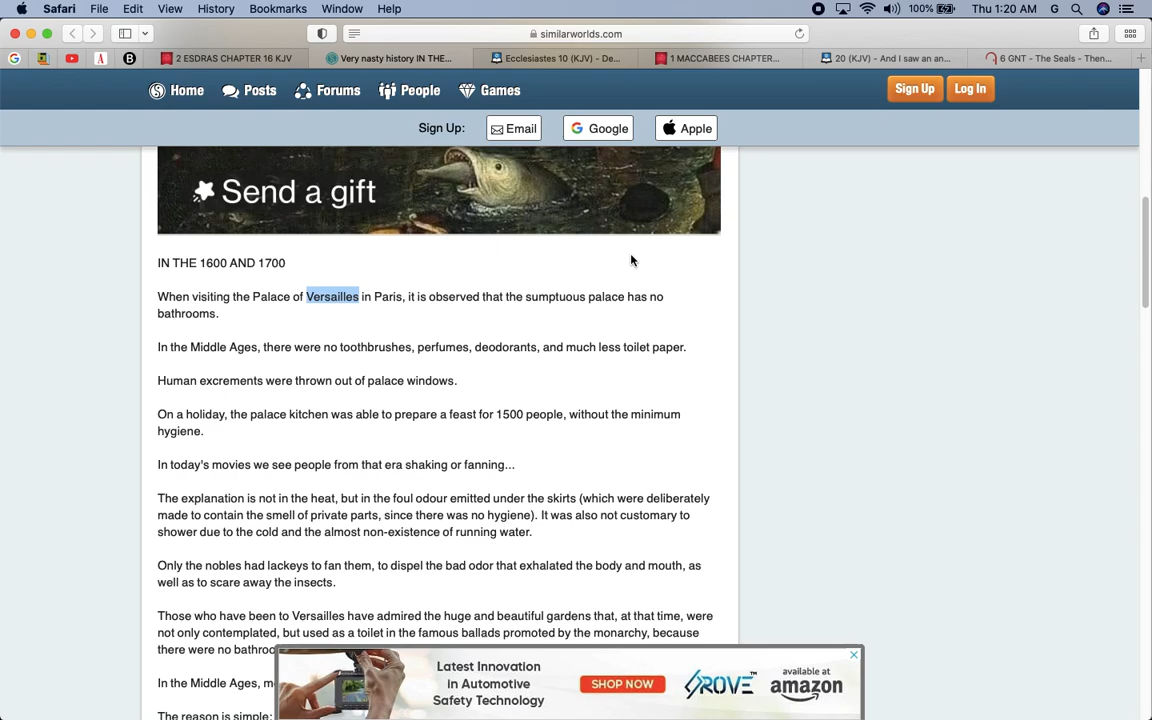 Safari File Edit View History Bookmarks Window Help 100% Thu 1:20 AM G
similarworlds.com
2 ESDRAS CHAPTER 16 KJV Very nasty history IN THE... Ecclesiastes 10 (KJV) - De... 1 MACCABEES CHAPTER... 20 (KJV) - And I saw an an... 6 GNT - The Seals - Then...
Home Posts Forums People Games Sign Up Log In
Sign Up: Email Google Apple
Send a gift
IN THE 1600 AND 1700
When visiting the Palace of Versailles in Paris, it is observed that the sumptuous palace has no
bathrooms.
In the Middle Ages, there were no toothbrushes, perfumes, deodorants, and much less toilet paper.
Human excrements were thrown out of palace windows.
On a holiday, the palace kitchen was able to prepare a feast for 1500 people, without the minimum
hygiene.
In today's movies we see people from that era shaking or fanning...
The explanation is not in the heat, but in the foul odour emitted under the skirts (which were deliberately
made to contain the smell of private parts, since there was no hygiene). It was also not customary to
shower due to the cold and the almost non-existence of running water.
Only the nobles had lackeys to fan them, to dispel the bad odor that exhalated the body and mouth, as
well as to scare away the insects.
Those who have been to Versailles have admired the huge and beautiful gardens that, at that time, were
not only contemplated, but used as a toilet in the famous ballads promoted by the monarchy, because
there were no bathroo
In the Middle Ages, m
The reason is simple:
Latest Innovation
in Automotive
Safety Technology
SHOP NOW
ROVE
available at
amazon